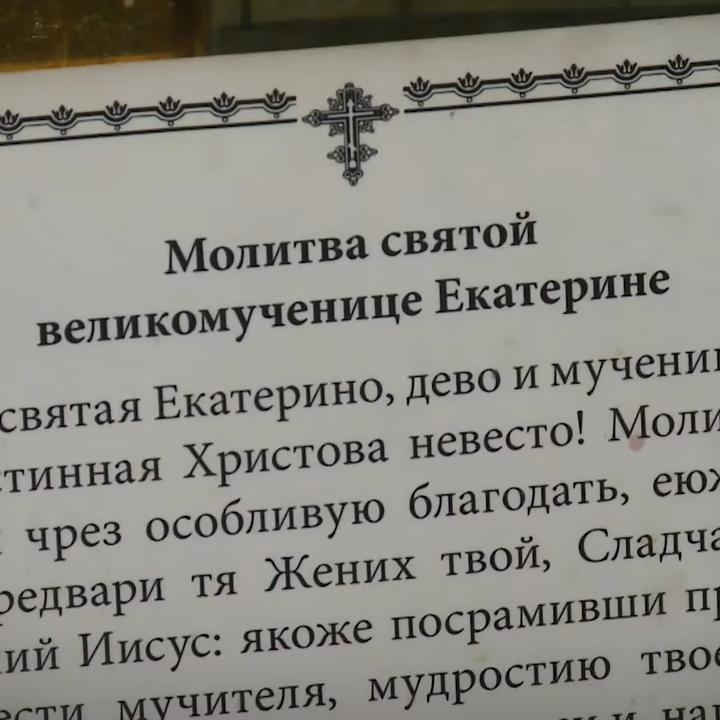 Молитва святой
великомученице Екатерине
святая Екатерино, дево и мучени
стинная Христова невесто! Моли
чрез особливую благодать, еюж
редвари тя Жених твой, Сладча
ий Иисус: якоже посрамивши пр
ести мучителя, мудростию твое